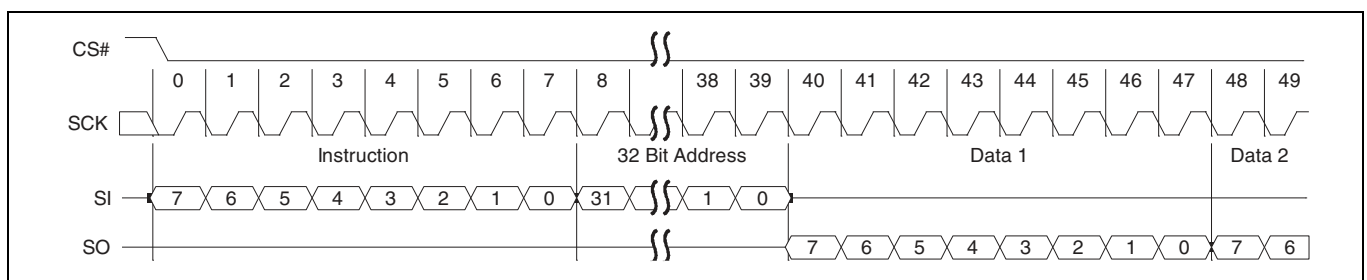 CS#
0 1 2 3 4 5 6 7 8 38 39 40 41 42 43 44 45 46 47 48 49
SCK
Instruction 32 Bit Address Data 1 Data 2
SI 7 6 5 4 3 2 1 0 31 1 0
SO 7 6 5 4 3 2 1 0 7 6